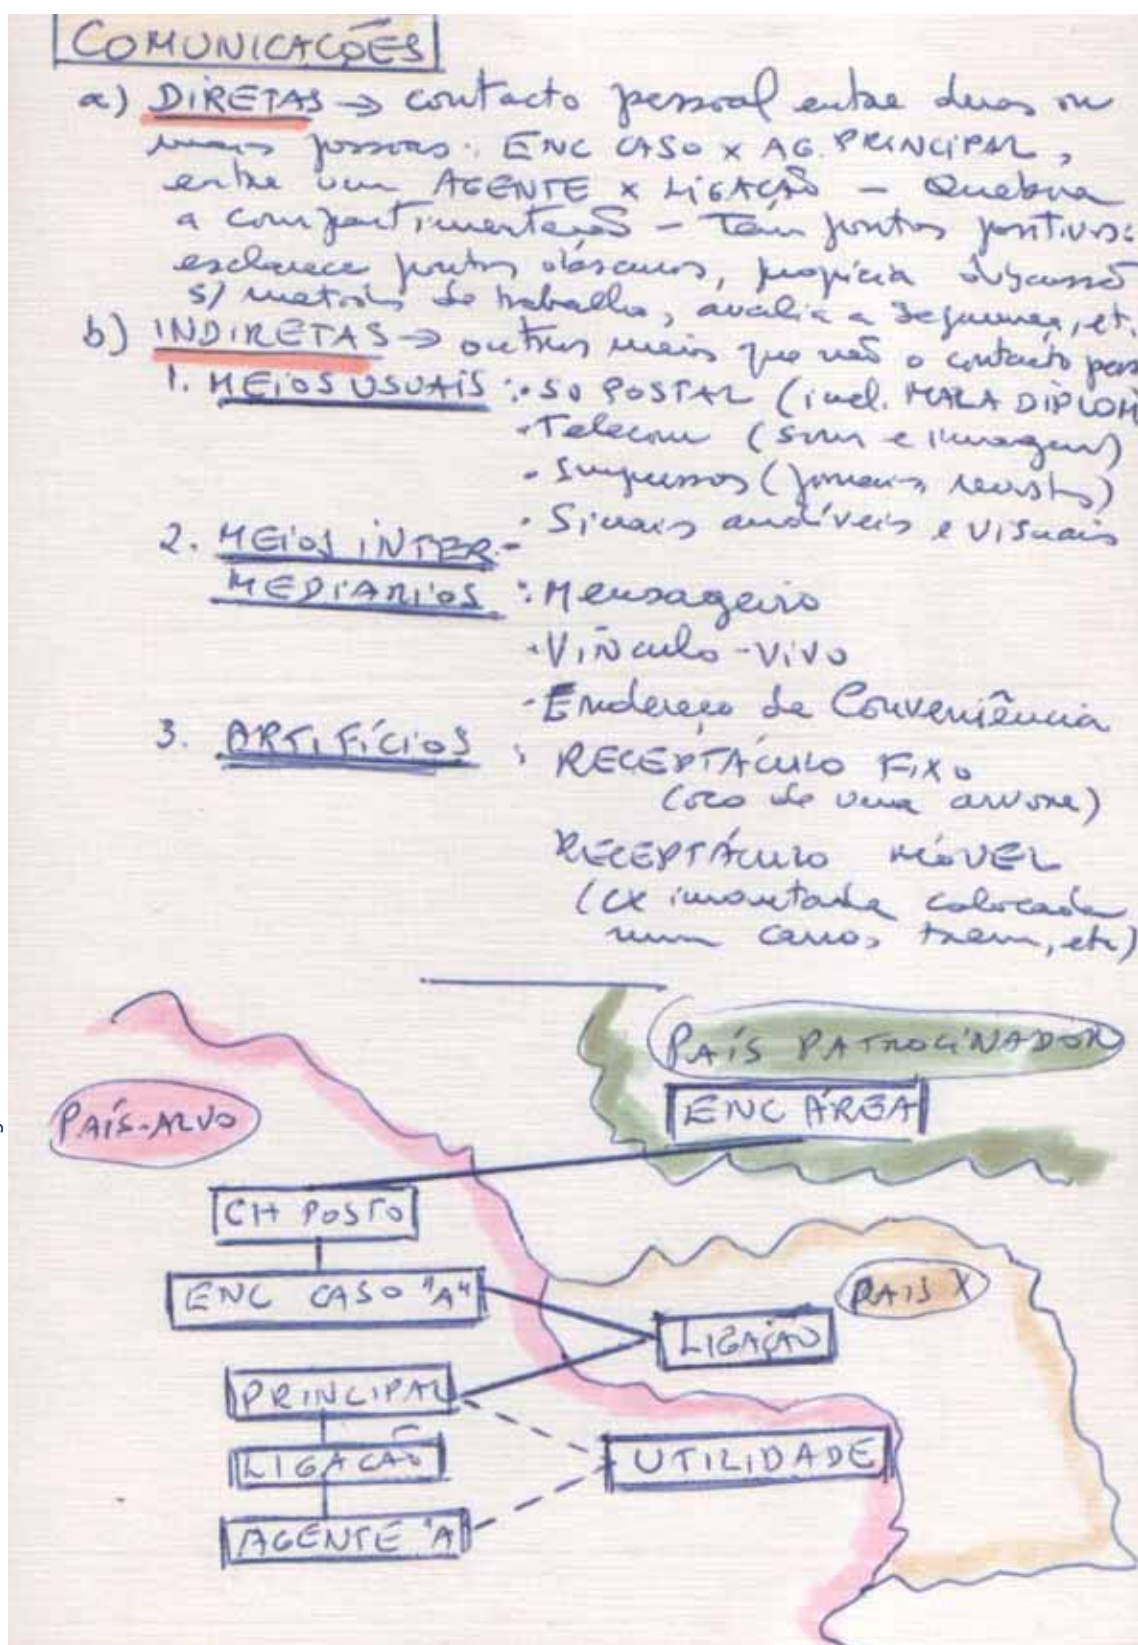 COMUNICAÇÕES
a) DIRETAS → contacto pessoal entre duas ou
mais pessoas: ENC CASO x AG. PRINCIPAL,
entre um AGENTE x LIGAÇÃO - Quebra
a compartimentação - Tem pontos positivos:
esclarece pontos obscuros, propicia discussão
s/ métodos de trabalho, avalia a segurança, etc.
b) INDIRETAS → outros meios que não o contacto pess
1. MEIOS USUAIS: • SV POSTAL (incl. MALA DIPLOM
• Telecom (som e imagem)
• Impressos (jornais revistas)
• Sinais audíveis e visuais
2. MEIOS INTER-
MEDIÁRIOS: • Mensageiro
• Vínculo-Vivo
• Endereço de Conveniência
3. ARTIFÍCIOS: RECEPTÁCULO FIXO
(oco de uma arvore)
RECEPTÁCULO MÓVEL
(cx imantada colocada
num carro, trem, etc)
PAÍS PATROCINADOR
ENC ÁREA
PAÍS-ALVO
CH POSTO
ENC CASO "A"
PAIS X
LIGAÇÃO
PRINCIPAL
LIGAÇÃO
UTILIDADE
AGENTE "A"